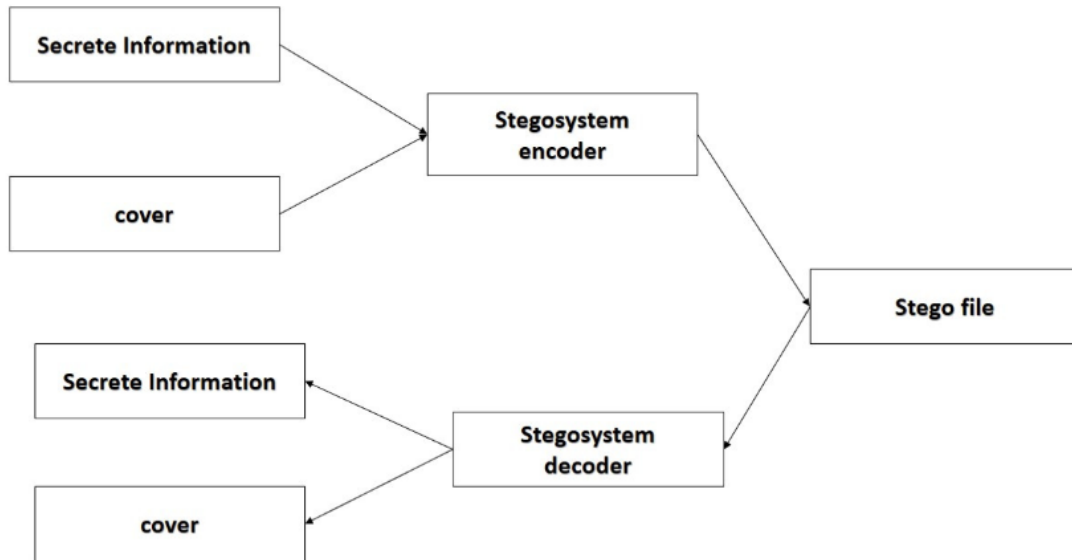 Secrete Information
Stegosystem
encoder
cover
Stego file
Secrete Information
Stegosystem
decoder
cover